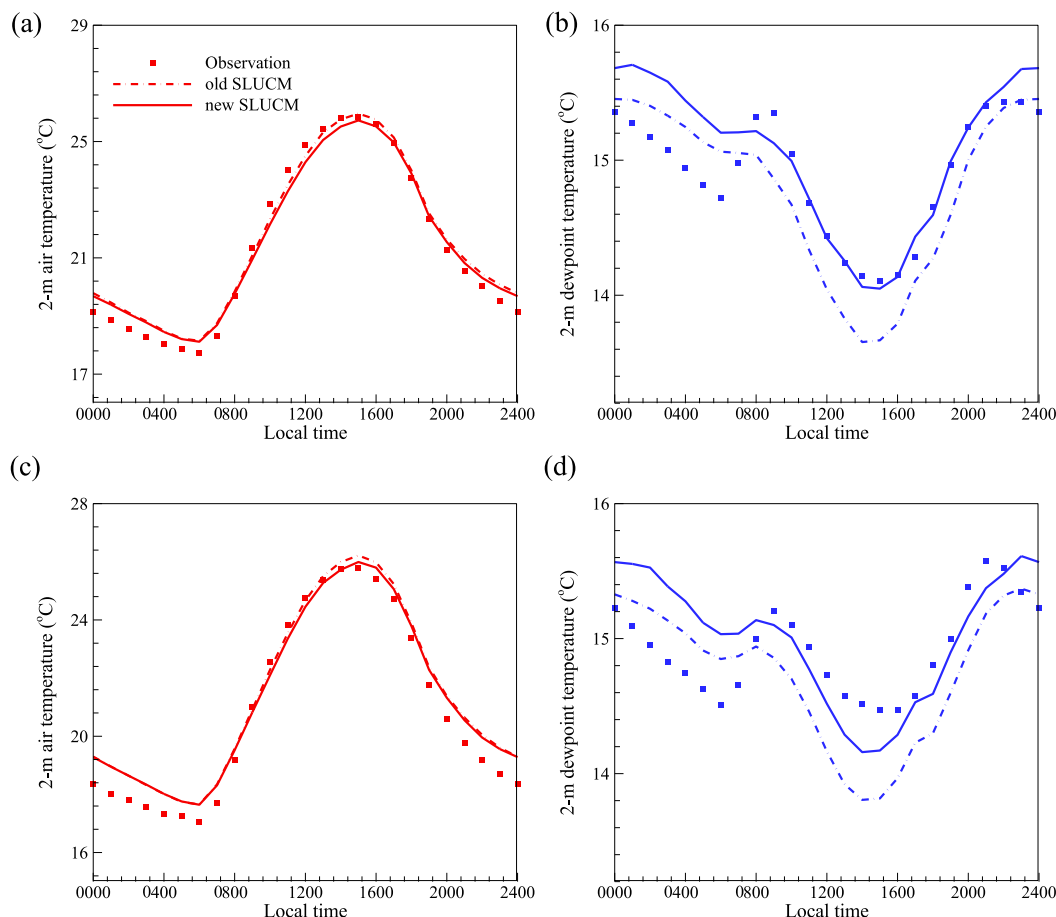 (a)
29
25
21
17
2-m air temperature (°C)
Observation
old SLUCM
new SLUCM
0000 0400 0800 1200 1600 2000 2400
Local time
(b)
16
15
14
2-m dewpoint temperature (°C)
0000 0400 0800 1200 1600 2000 2400
Local time
(c)
28
24
20
16
15
2-m air temperature (°C)
0000 0400 0800 1200 1600 2000 2400
Local time
(d)
16
15
14
2-m dewpoint temperature (°C)
0000 0400 0800 1200 1600 2000 2400
Local time